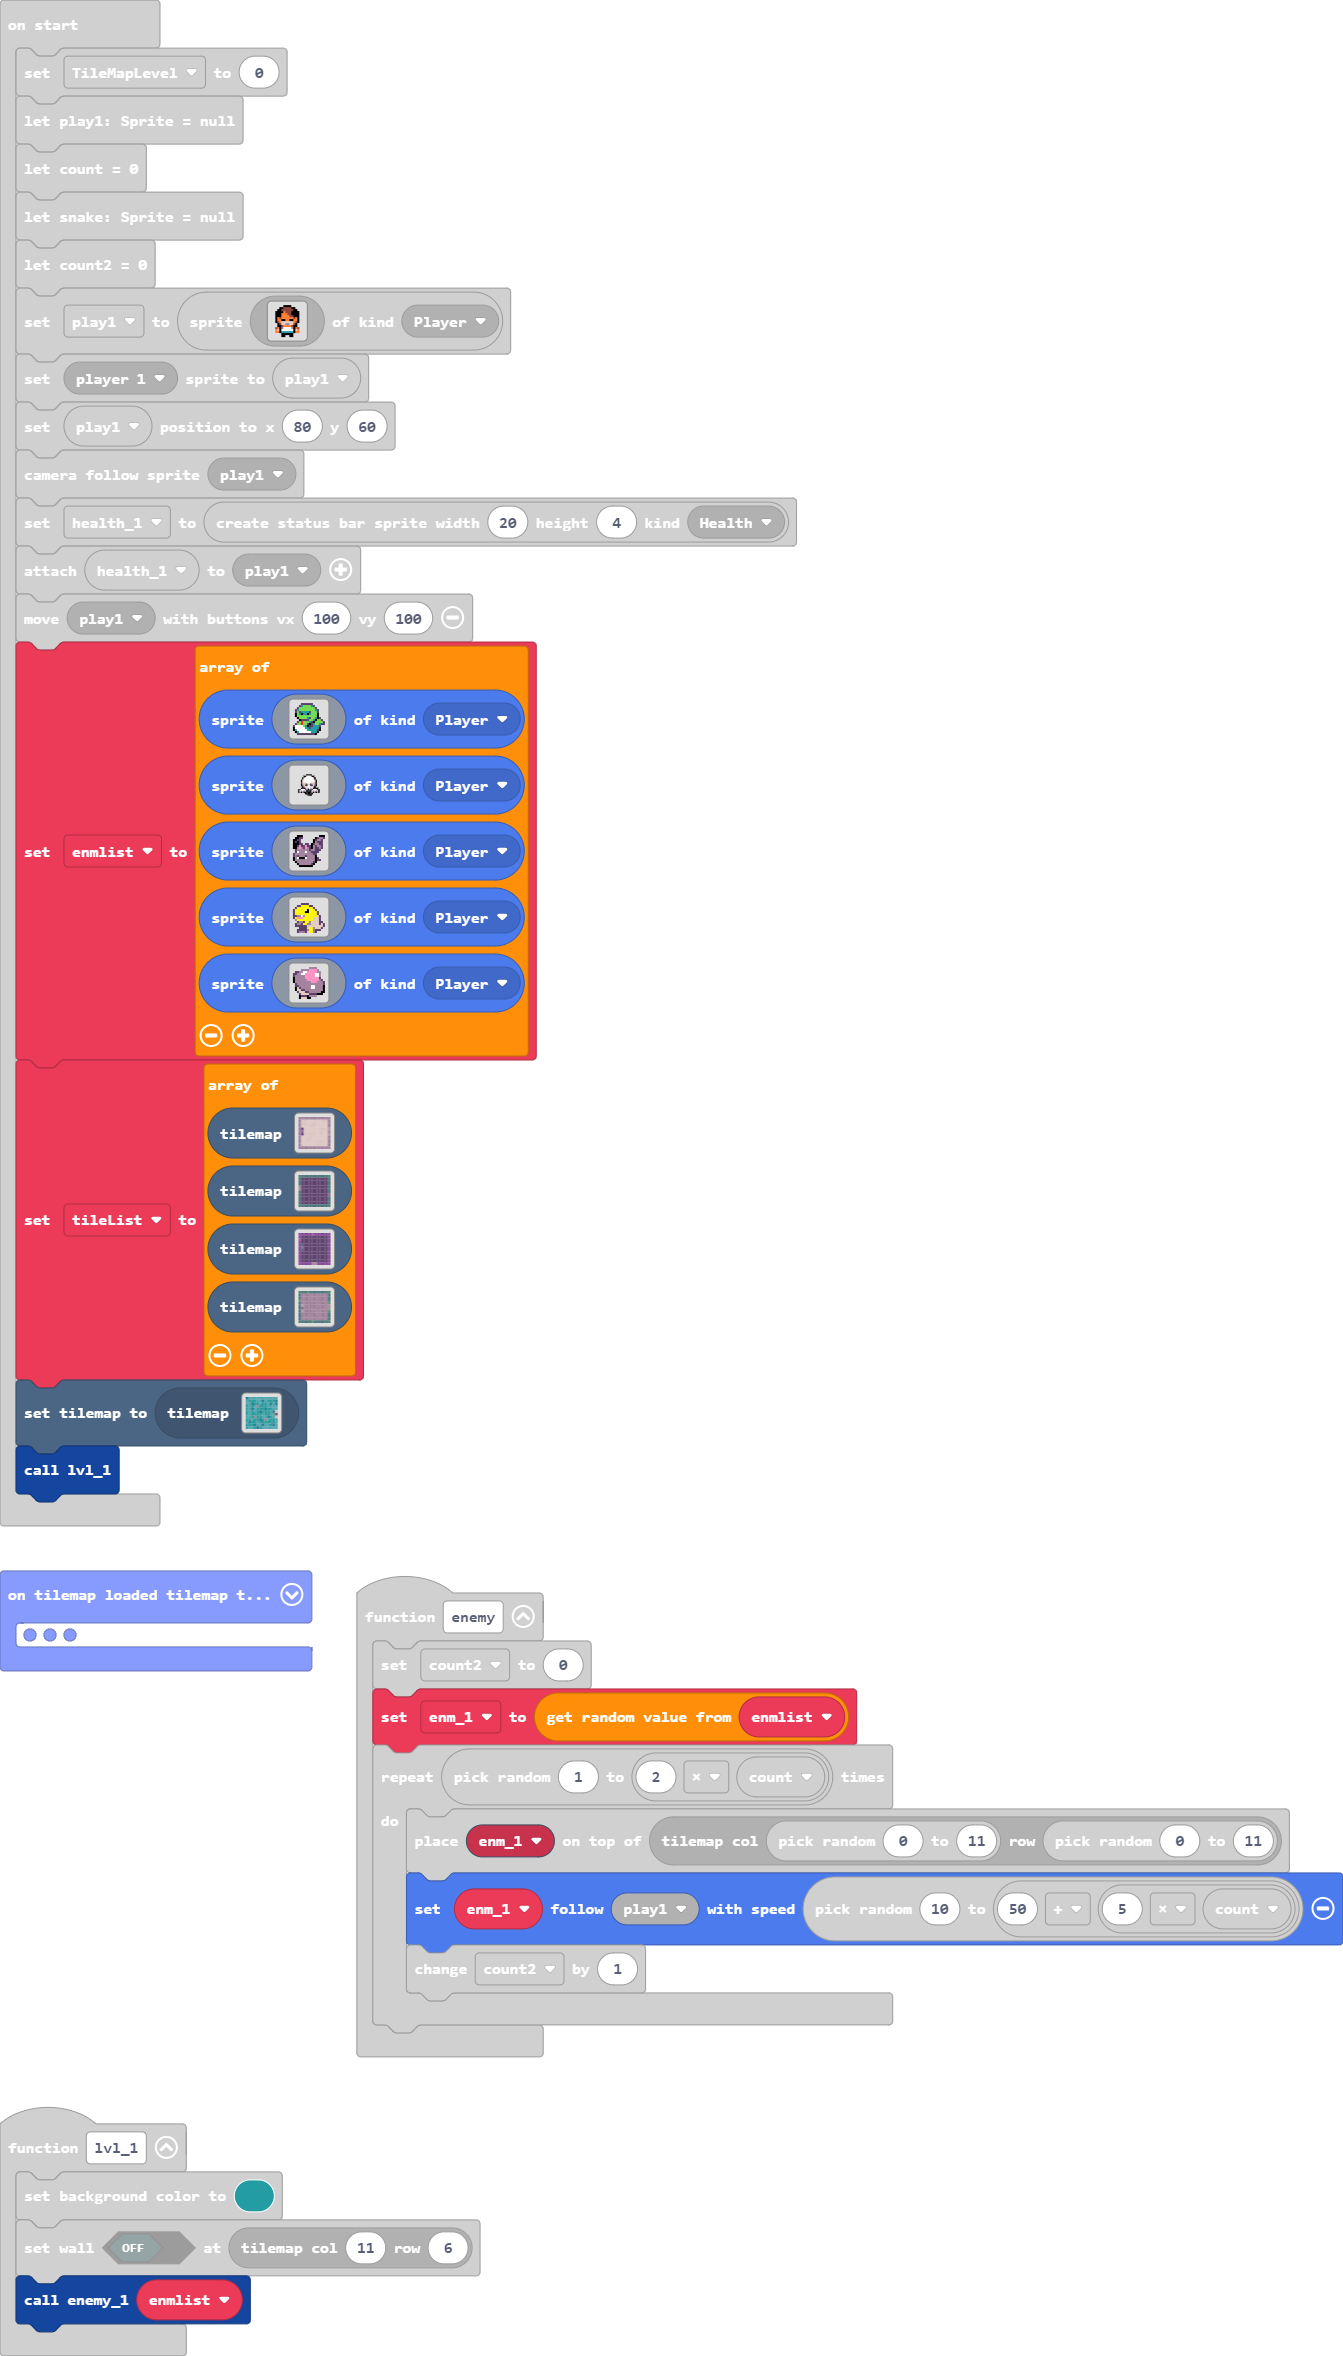 on start
set TileMapLevel to 0
let play1: Sprite = null
let count = 0
let snake: Sprite = null
let count2 = 0
set play1 to sprite of kind Player
set player 1 sprite to play1
set play1 position to x 80 y 60
camera follow sprite play1
set health_1 to create status bar sprite width 20 height 4 kind Health
attach health_1 to play1
move play1 with buttons vx 100 vy 100
set enmlist to
array of
sprite of kind Player
sprite of kind Player
sprite of kind Player
sprite of kind Player
sprite of kind Player
set tileList to
array of
tilemap
tilemap
tilemap
tilemap
set tilemap to tilemap
call lvl_1
on tilemap loaded tilemap t...
function enemy
set count2 to 0
set enm_1 to get random value from enmlist
repeat pick random 1 to 2 × count times
do
place enm_1 on top of tilemap col pick random 0 to 11 row pick random 0 to 11
set enm_1 follow play1 with speed pick random 10 to 50 + 5 × count
change count2 by 1
function lvl_1
set background color to
set wall OFF at tilemap col 11 row 6
call enemy_1 enmlist